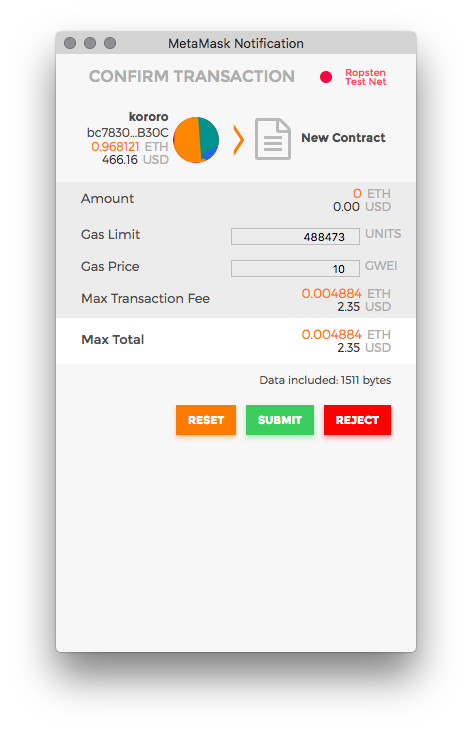 MetaMask Notification
CONFIRM TRANSACTION
Ropsten
Test Net
kororo
bc7830...B30C
0.968121 ETH
466.16 USD
New Contract
Amount
0 ETH
0.00 USD
Gas Limit
488473 UNITS
Gas Price
10 GWEI
Max Transaction Fee
0.004884 ETH
2.35 USD
Max Total
0.004884 ETH
2.35 USD
Data included: 1511 bytes
RESET SUBMIT REJECT